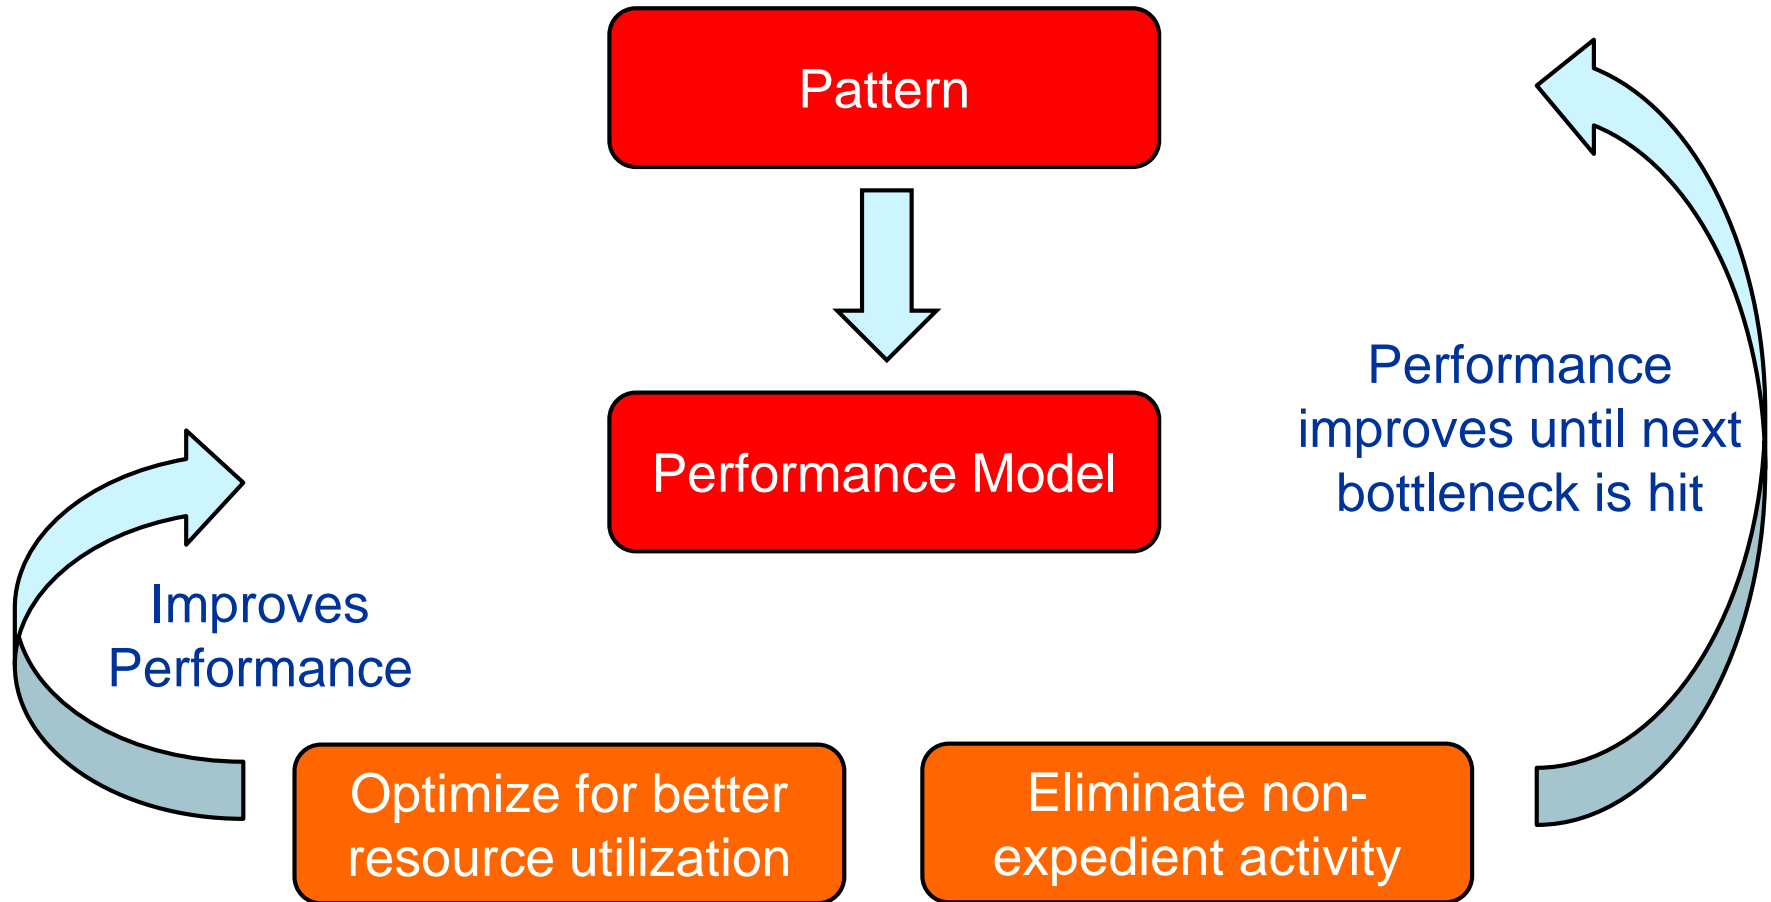 Pattern
Performance
improves until next
bottleneck is hit
Performance Model
Improves
Performance
Optimize for better
resource utilization
Eliminate non-
expedient activity